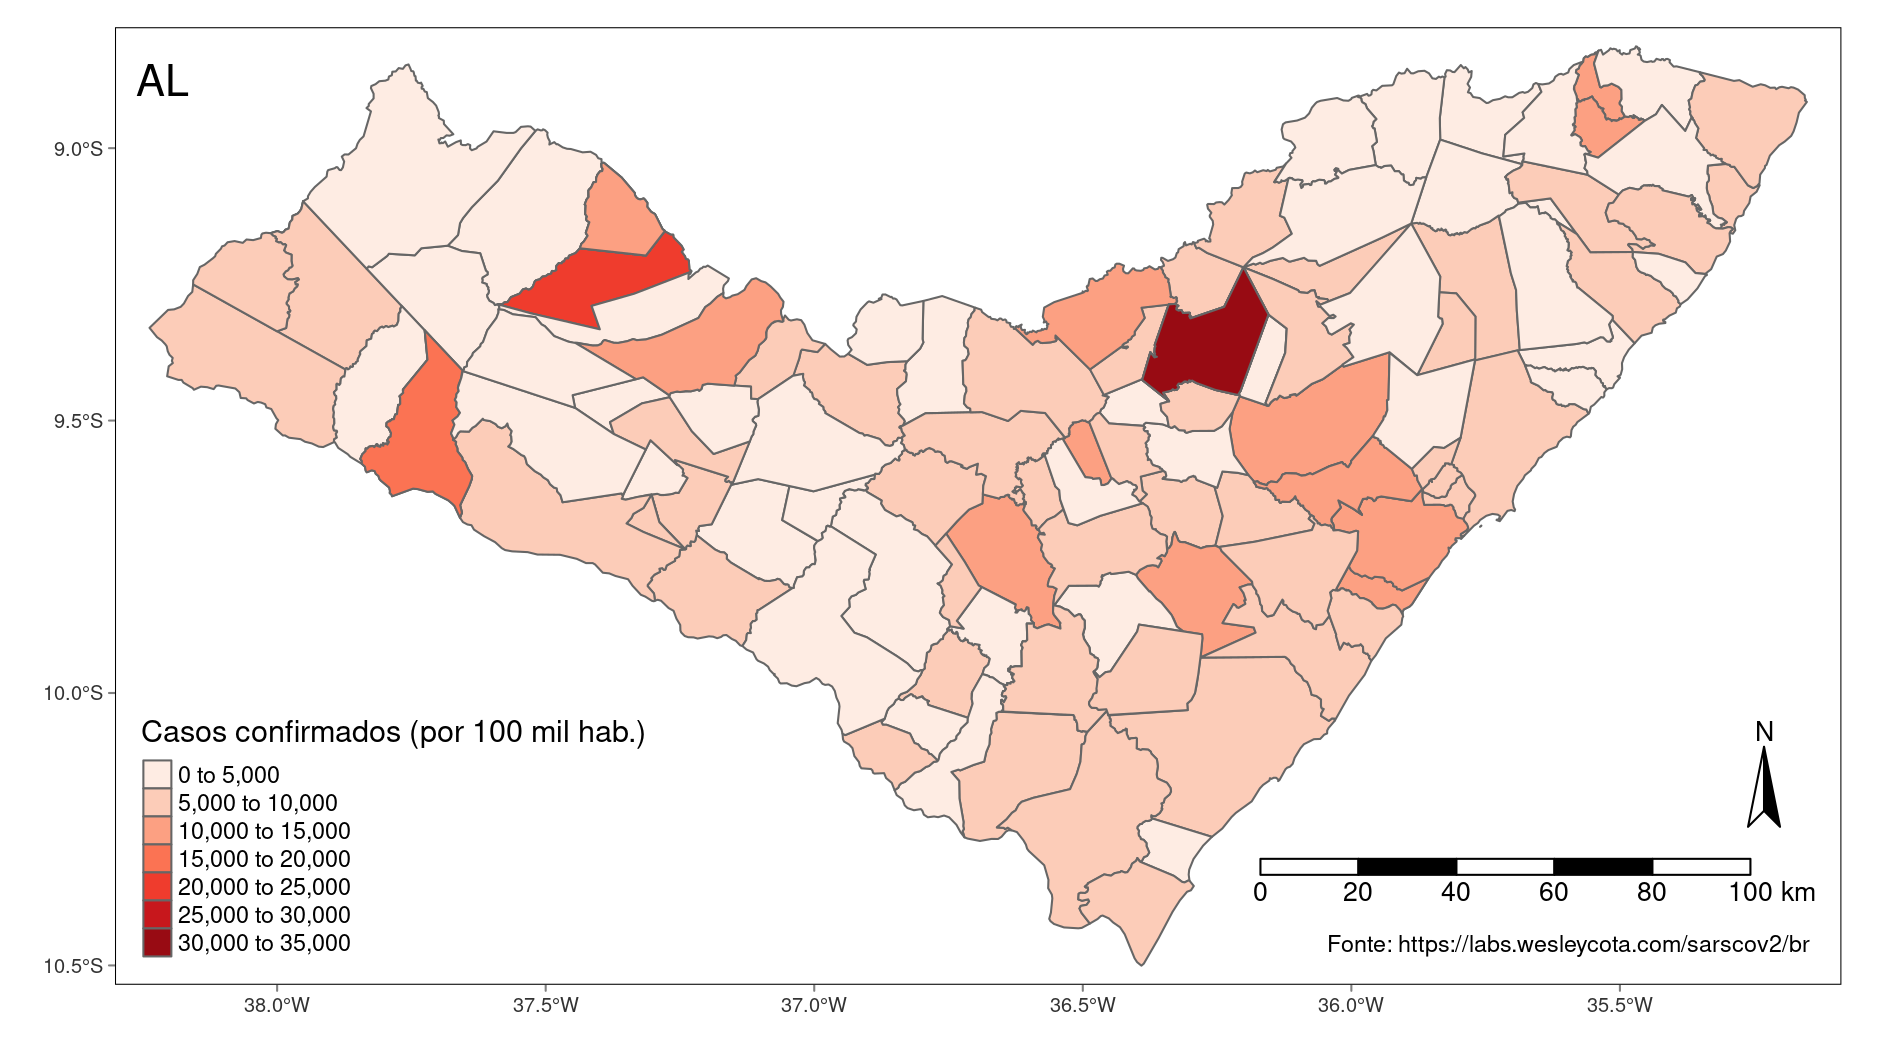 AL
9.0°S
9.5°S
10.0°S
10.5°S
Casos confirmados (por 100 mil hab.)
0 to 5,000
5,000 to 10,000
10,000 to 15,000
15,000 to 20,000
20,000 to 25,000
25,000 to 30,000
30,000 to 35,000
N
0 20 40 60 80 100 km
Fonte: https://labs.wesleycota.com/sarscov2/br
38.0°W 37.5°W 37.0°W 36.5°W 36.0°W 35.5°W